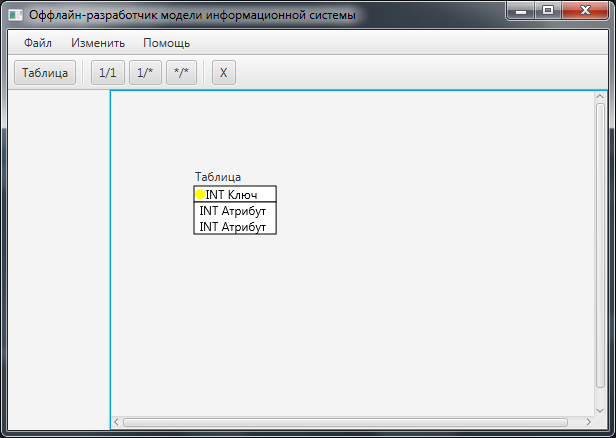 Оффлайн-разработчик модели информационной системы
Файл Изменить Помощь
Таблица 1/1 1/* */* X
Таблица
INT Ключ
INT Атрибут
INT Атрибут